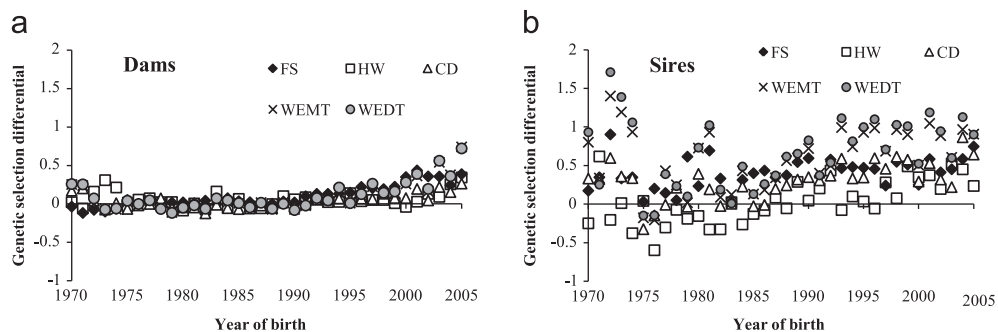 a
Dams
FS HW CD
WEMT WEDT
Genetic selection differential
2
1.5
1
0.5
0
-0.5
-1
1970 1975 1980 1985 1990 1995 2000 2005
Year of birth
b
Sires
FS HW CD
WEMT WEDT
Genetic selection differential
2
1.5
1
0.5
0
-0.5
-1
1970 1980 1990 2000 2005
Year of birth